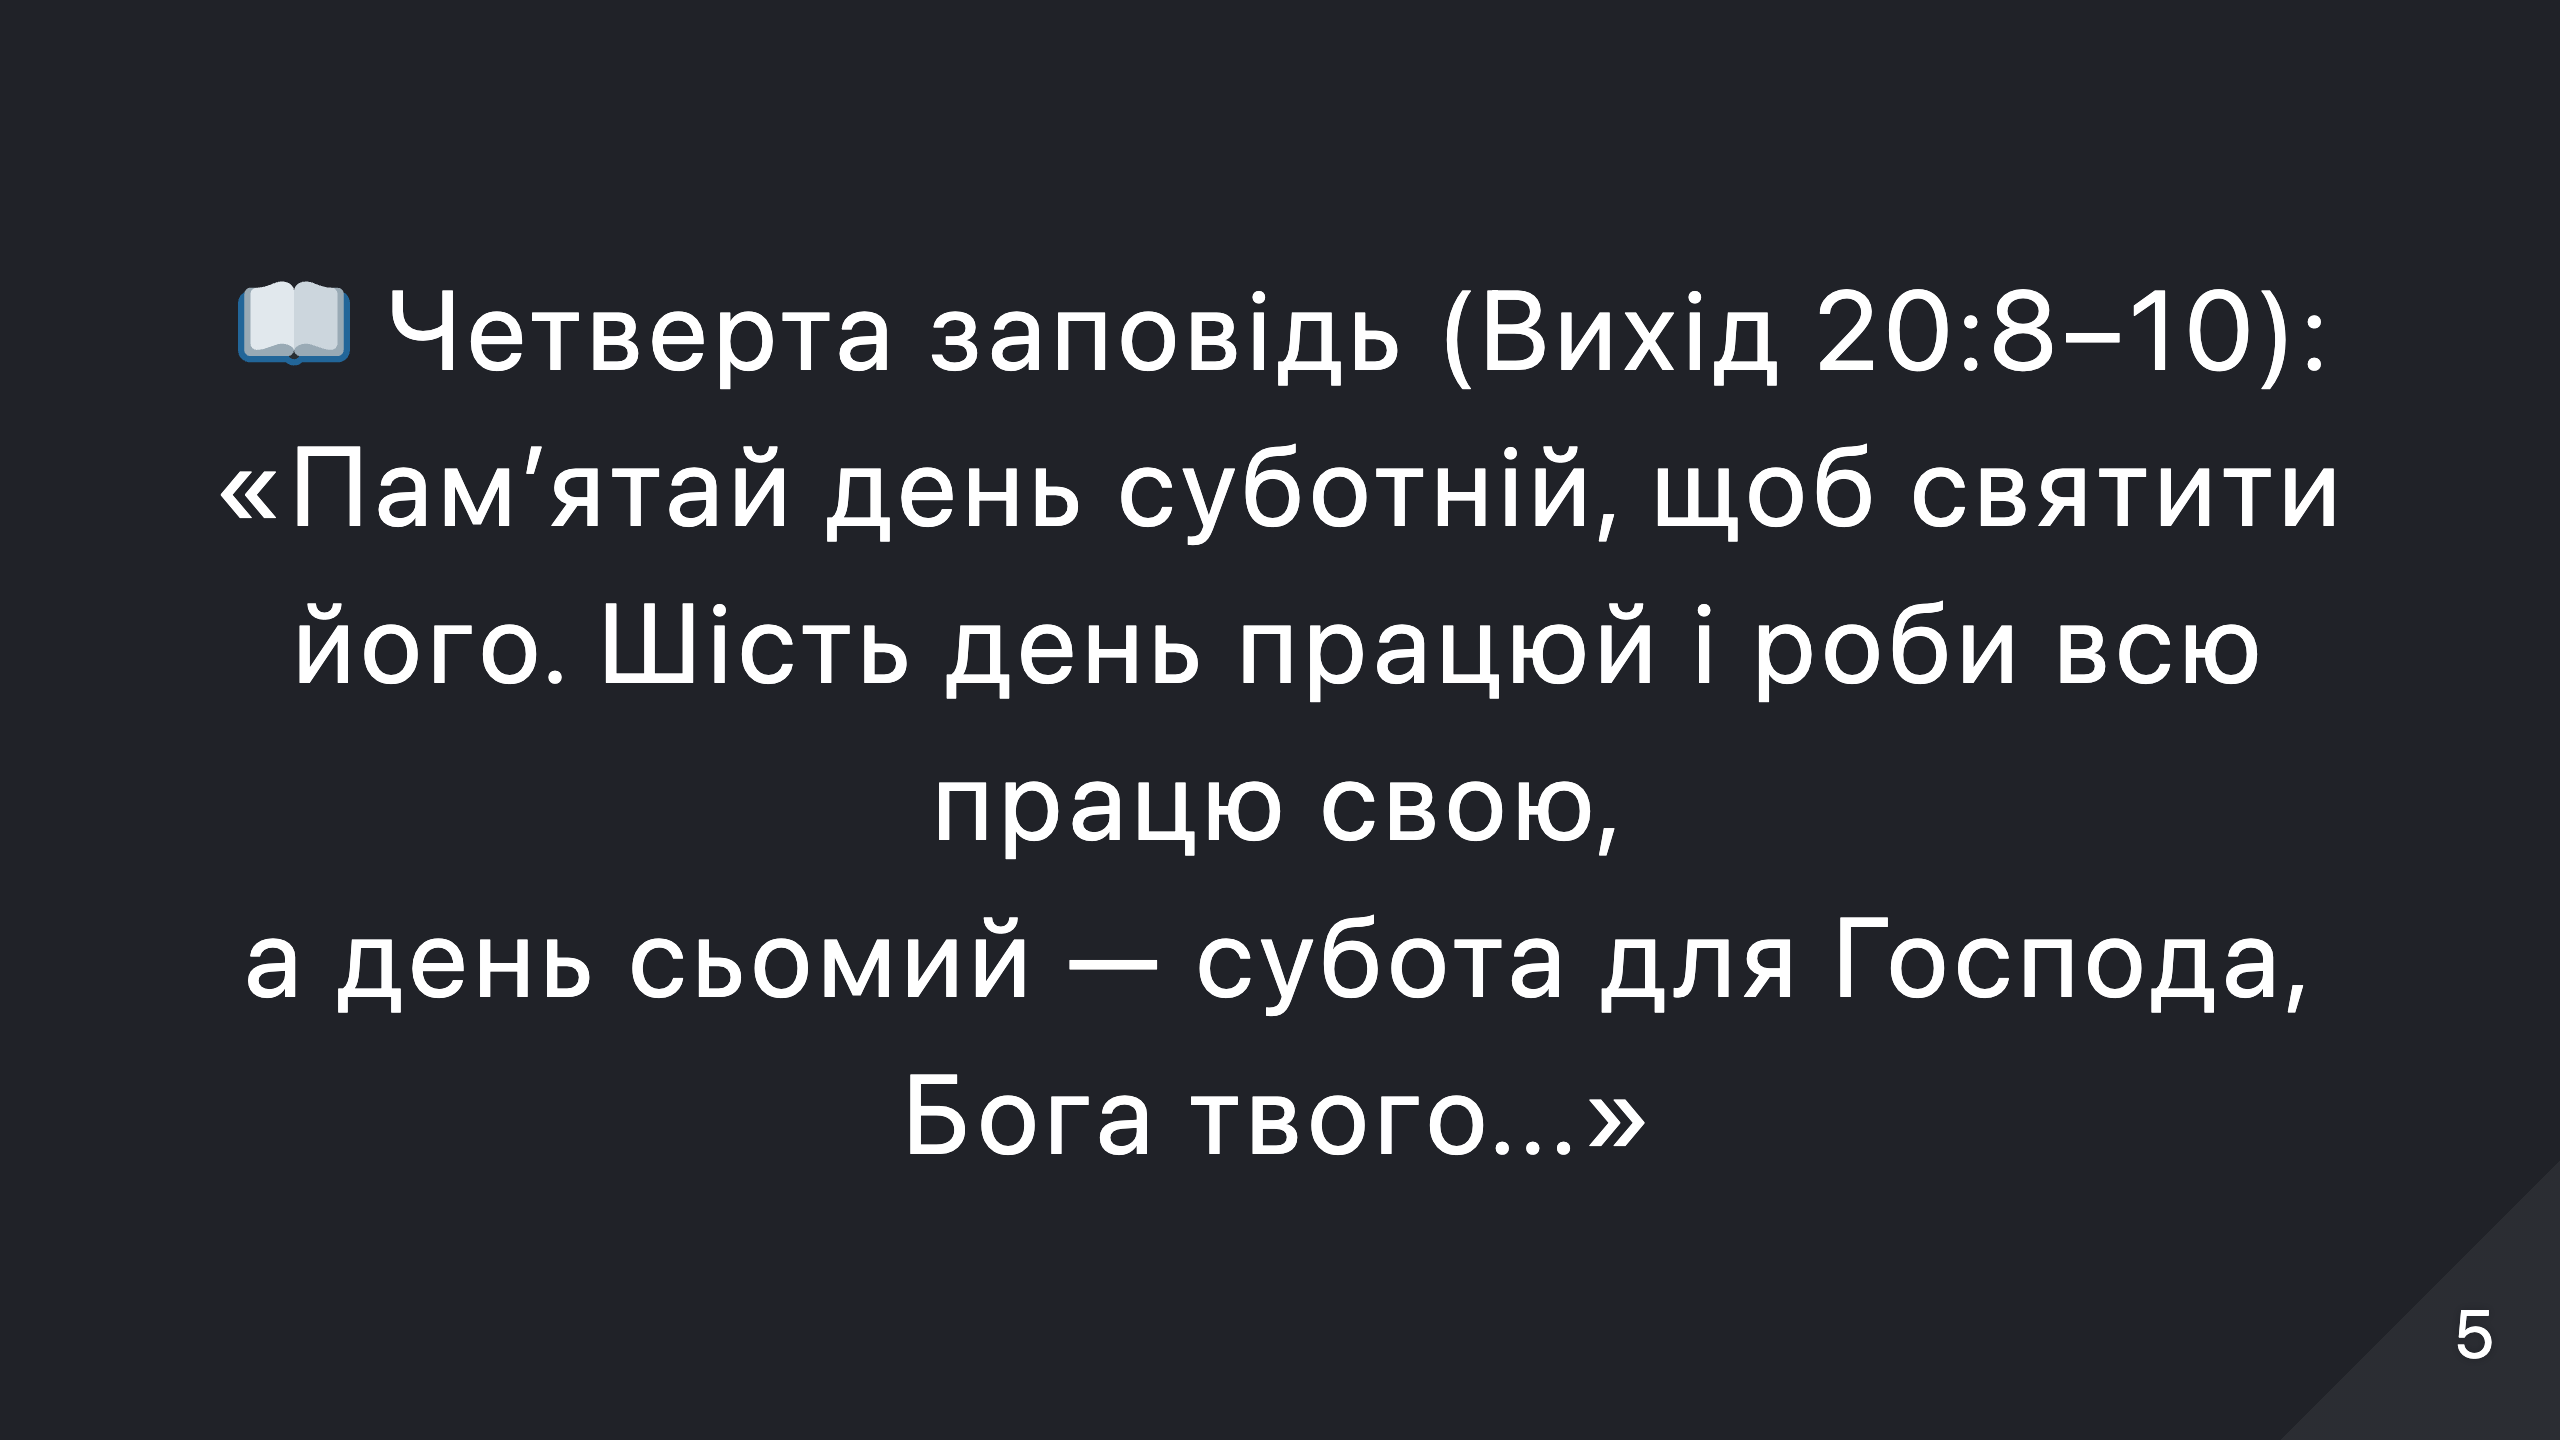 📖 Четверта заповідь (Вихід 20:8–10):
«Пам’ятай день суботній, щоб святити
його. Шість день працюй і роби всю
працю свою,
а день сьомий — субота для Господа,
Бога твого...»
5